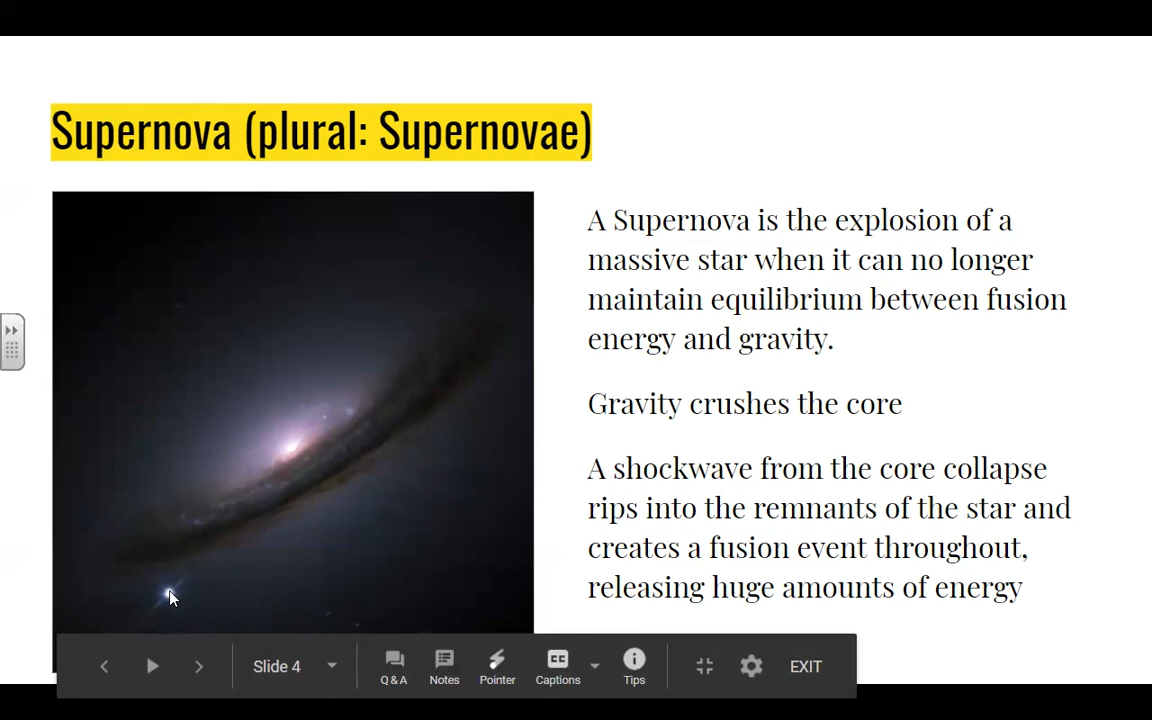 Supernova (plural: Supernovae)
A Supernova is the explosion of a
massive star when it can no longer
maintain equilibrium between fusion
energy and gravity.
Gravity crushes the core
A shockwave from the core collapse
rips into the remnants of the star and
creates a fusion event throughout,
releasing huge amounts of energy
Slide 4
Q & A
Notes
Pointer
CC
Captions
Tips
EXIT